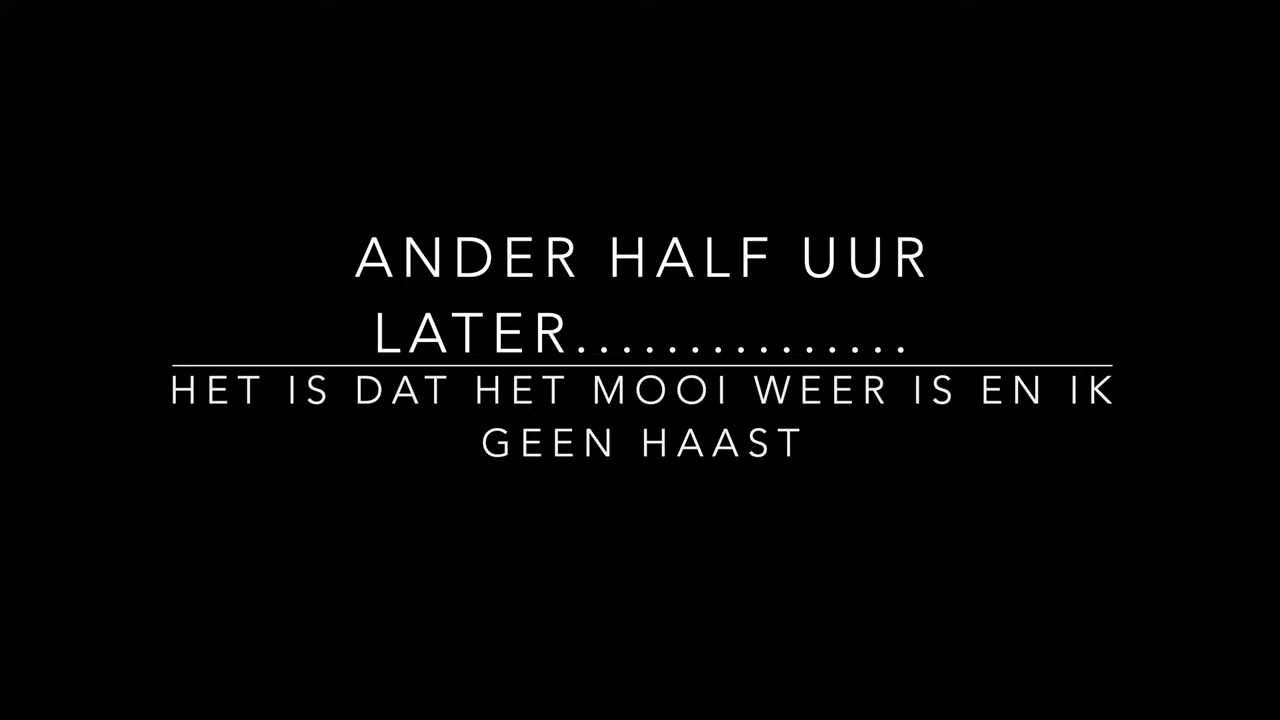 ANDER HALF UUR
LATER...............
HET IS DAT HET MOOI WEER IS EN IK
GEEN HAAST